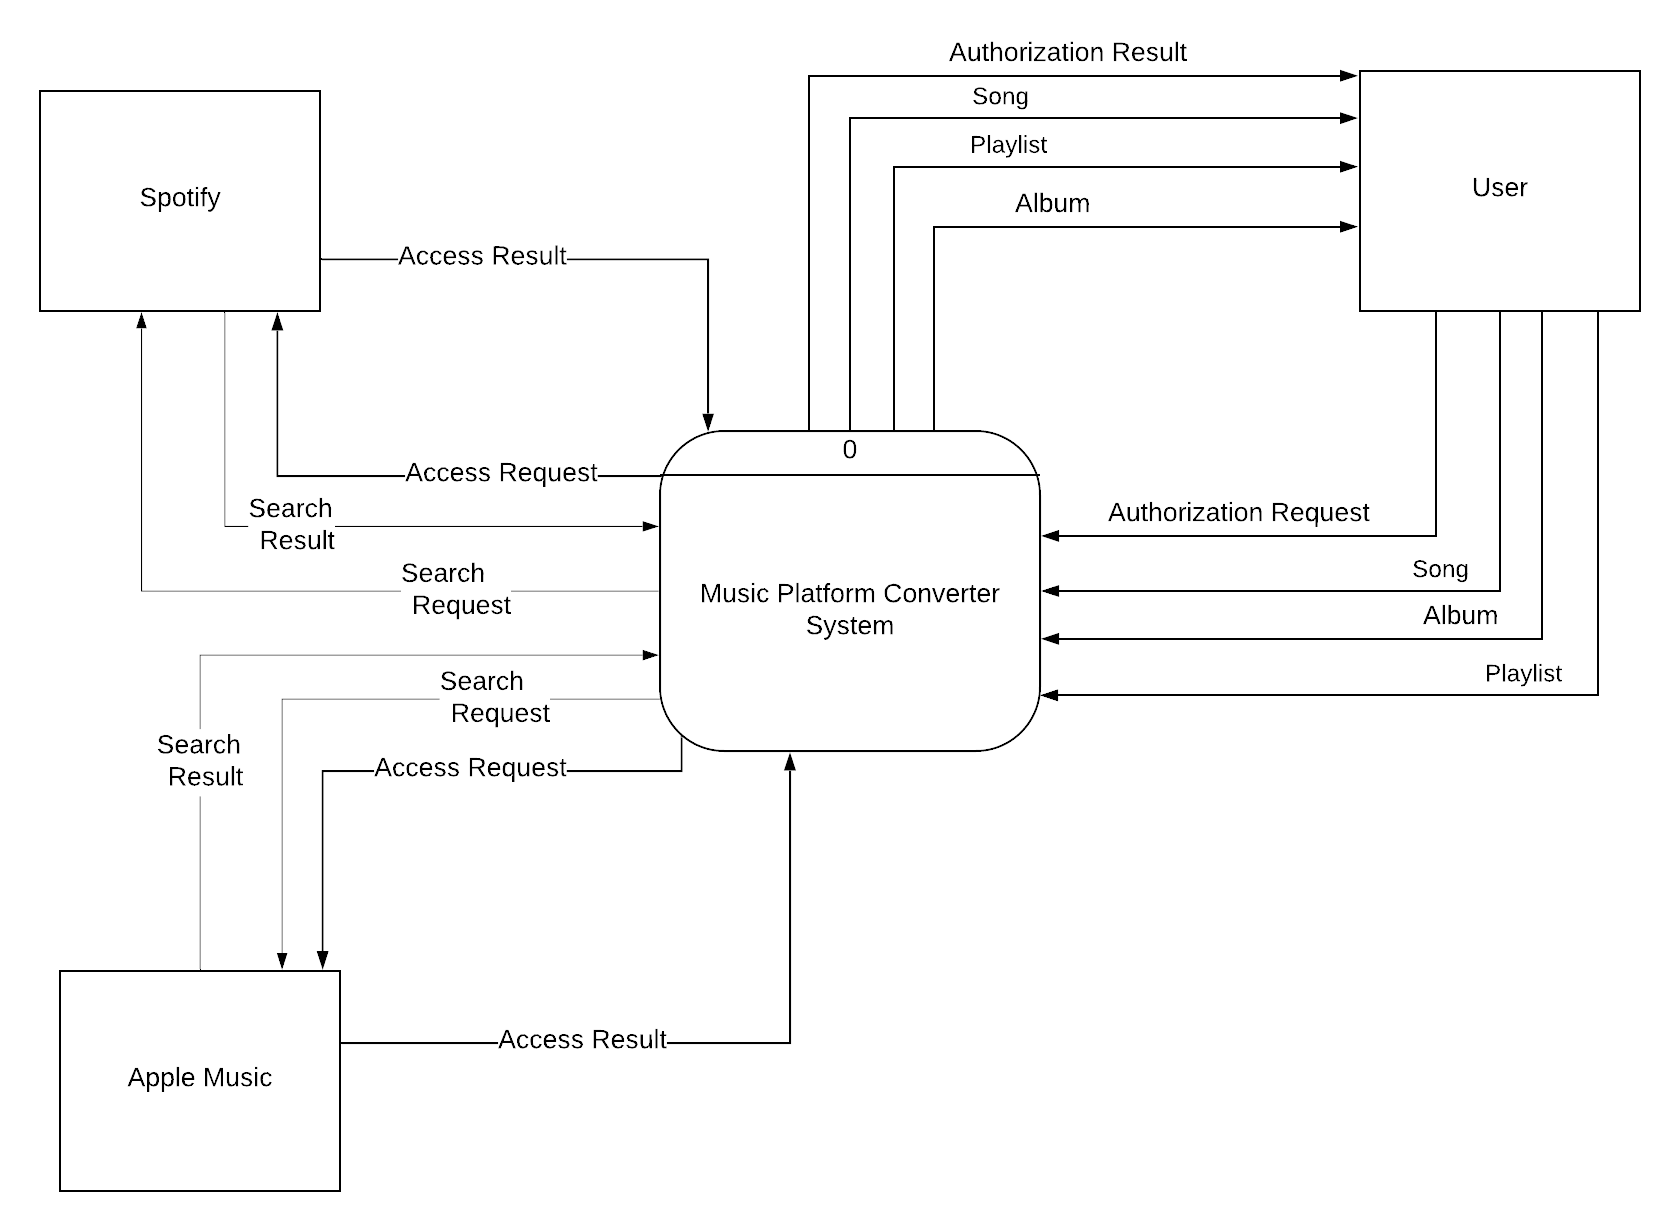 Authorization Result
Song
Playlist
Album
Spotify
User
Access Result
0
Access Request
Search
Result
Authorization Request
Search
Request
Song
Music Platform Converter
System
Album
Search
Request
Playlist
Search
Result
Access Request
Access Result
Apple Music